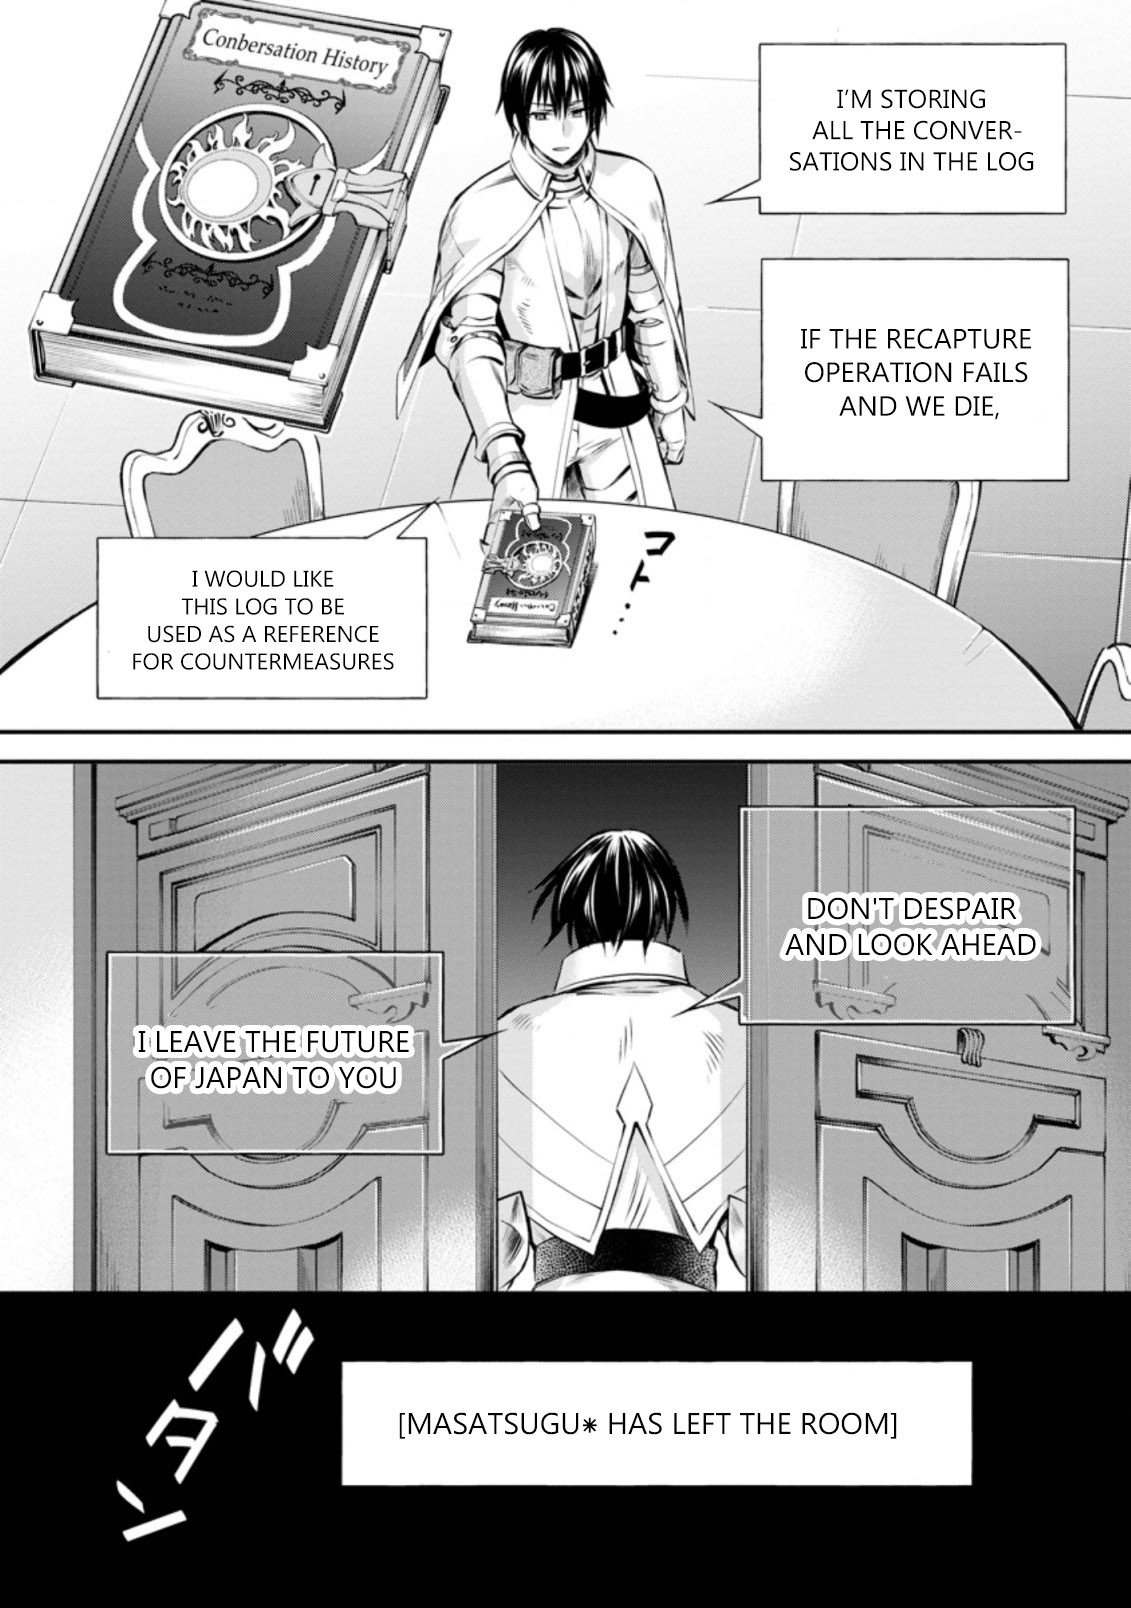 Conbersation History
I'M STORING
ALL THE CONVER-
SATIONS IN THE LOG
IF THE RECAPTURE
OPERATION FAILS
AND WE DIE,
I WOULD LIKE
THIS LOG TO BE
USED AS A REFERENCE
FOR COUNTERMEASURES
コト...
DON'T DESPAIR
AND LOOK AHEAD
I LEAVE THE FUTURE
OF JAPAN TO YOU
バタン
[MASATSUGU* HAS LEFT THE ROOM]